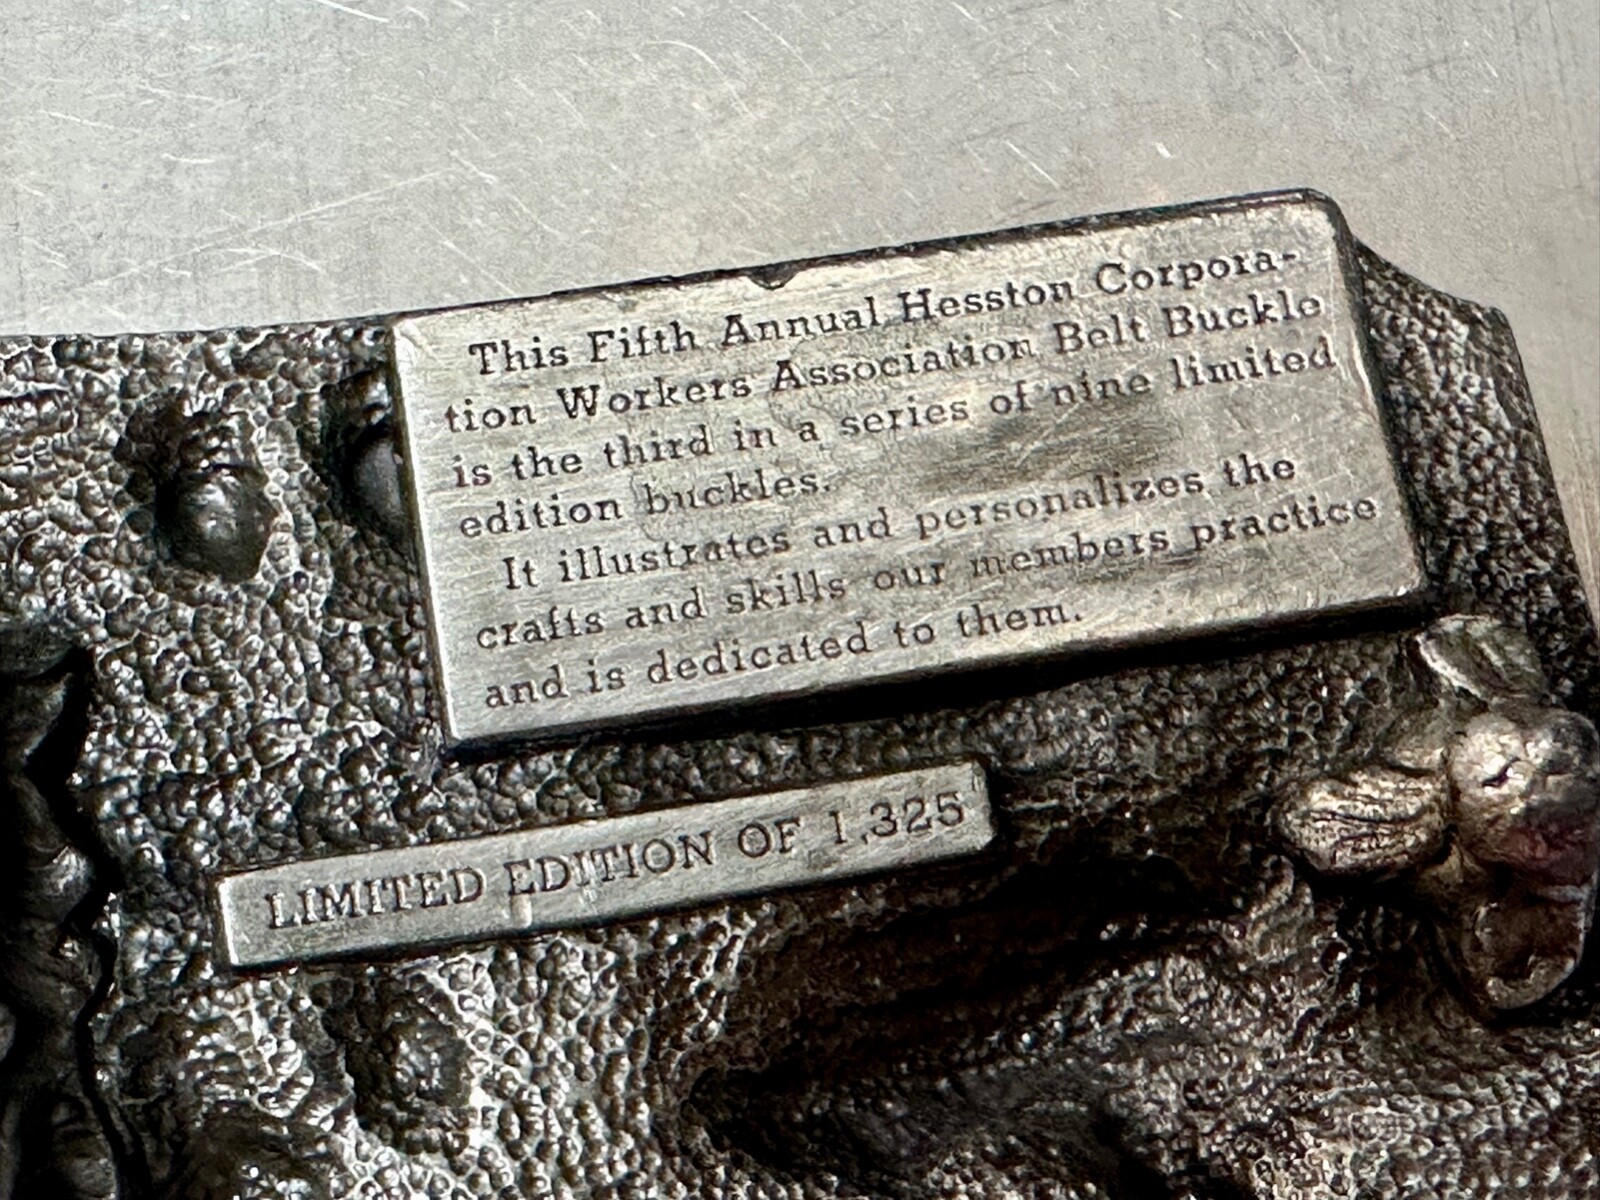 This Fifth Annual Hesston Corpora-
tion Workers Association Belt Buckle
is the third in a series of nine limited
edition buckles.
It illustrates and personalizes the
crafts and skills our members practice
and is dedicated to them.
LIMITED EDITION OF 1,325